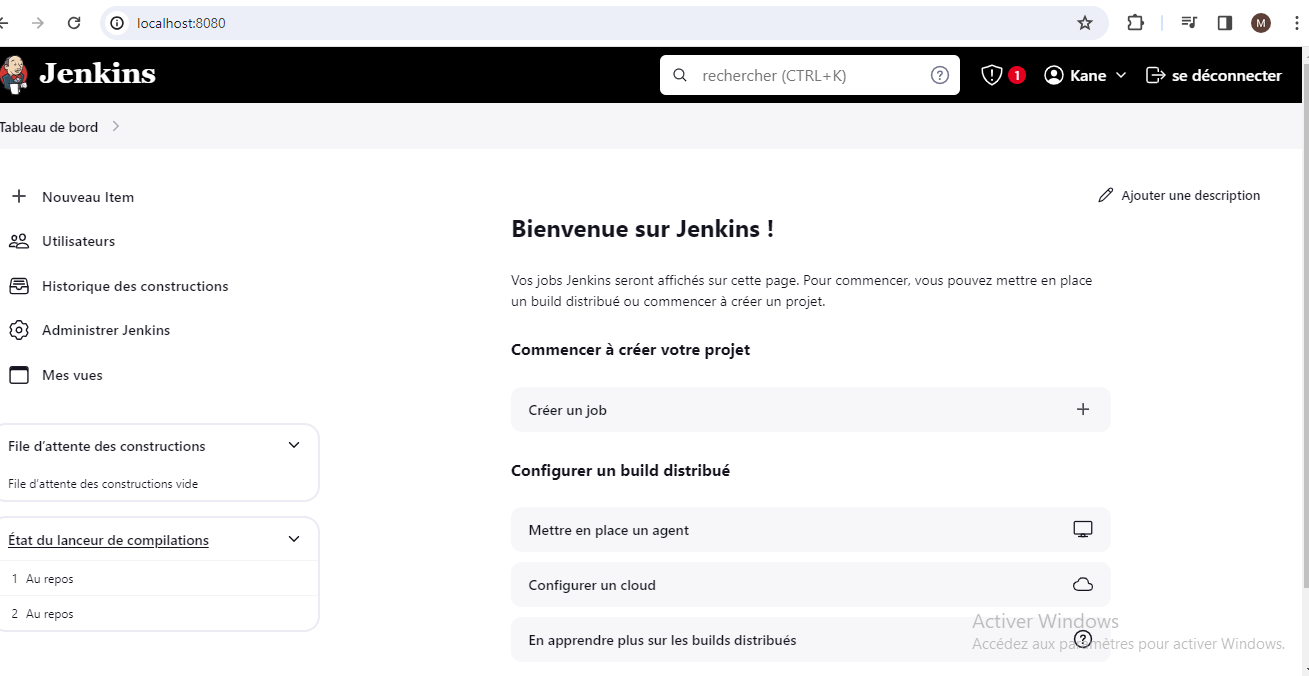 localhost:8080
M
Jenkins
rechercher (CTRL+K)
1
Kane
se déconnecter
Tableau de bord
Nouveau Item
Utilisateurs
Historique des constructions
Administrer Jenkins
Mes vues
File d’attente des constructions
File d’attente des constructions vide
État du lanceur de compilations
1 Au repos
2 Au repos
Ajouter une description
Bienvenue sur Jenkins !
Vos jobs Jenkins seront affichés sur cette page. Pour commencer, vous pouvez mettre en place
un build distribué ou commencer à créer un projet.
Commencer à créer votre projet
Créer un job
Configurer un build distribué
Mettre en place un agent
Configurer un cloud
En apprendre plus sur les builds distribués
Activer Windows
Accédez aux paramètres pour activer Windows.